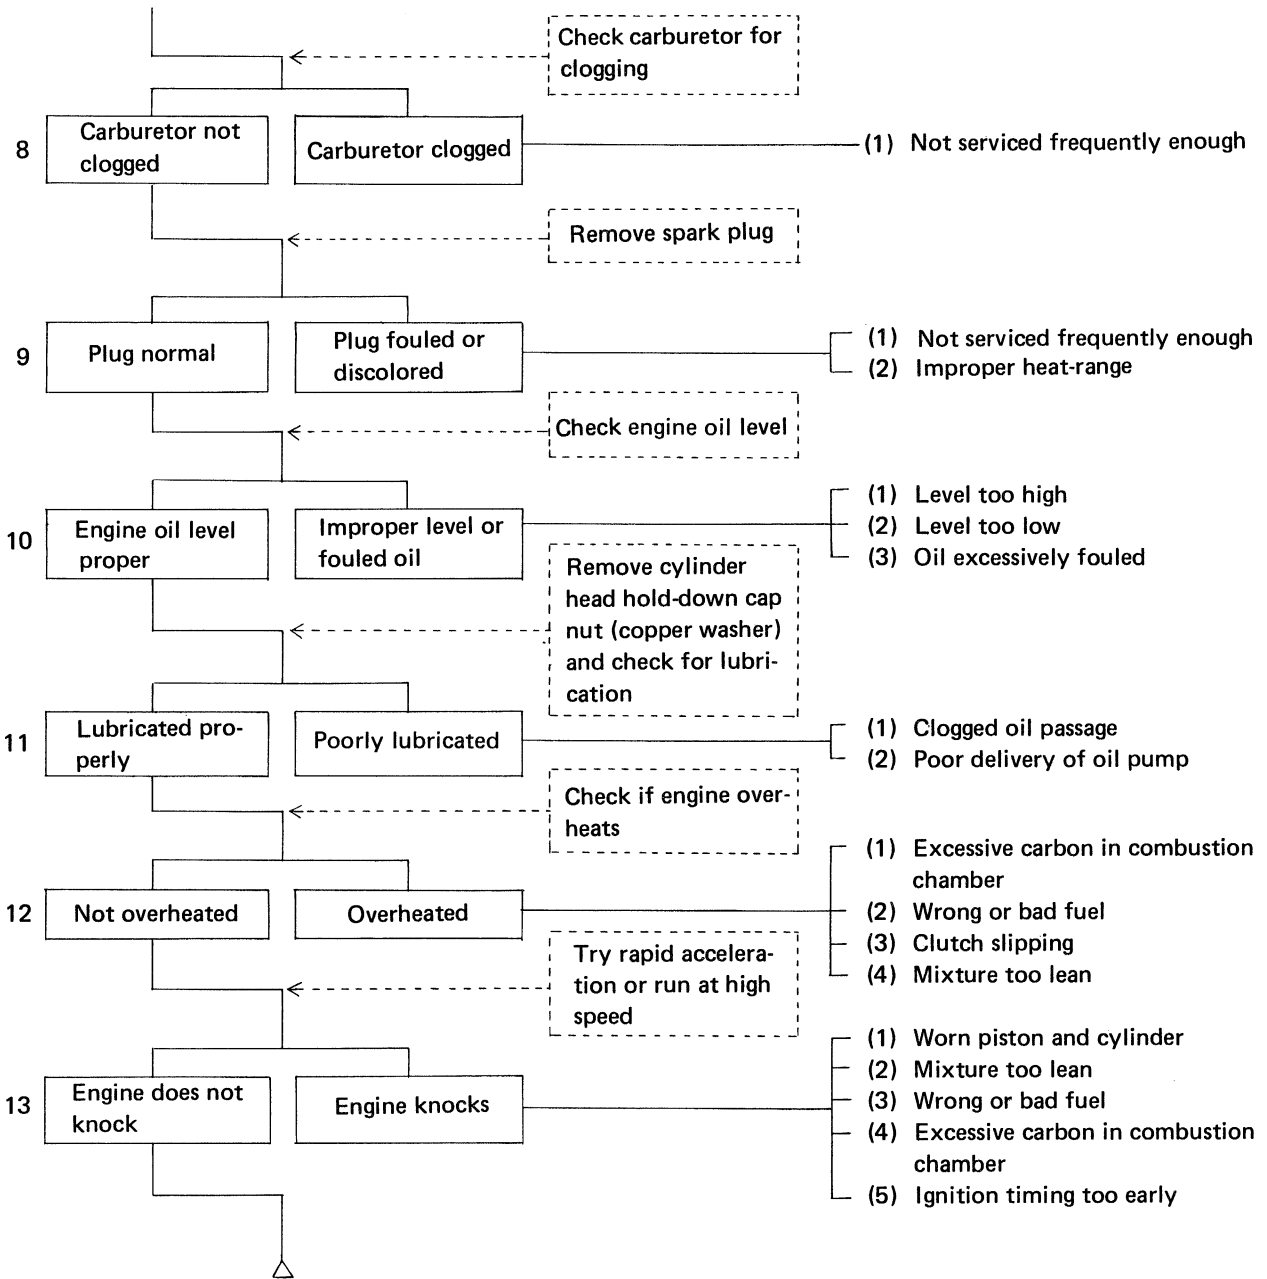 Check carburetor for
clogging
8
Carburetor not
clogged
Carburetor clogged
(1) Not serviced frequently enough
Remove spark plug
9
Plug normal
Plug fouled or
discolored
(1) Not serviced frequently enough
(2) Improper heat-range
Check engine oil level
10
Engine oil level
proper
Improper level or
fouled oil
(1) Level too high
(2) Level too low
(3) Oil excessively fouled
Remove cylinder
head hold-down cap
nut (copper washer)
and check for lubri-
cation
11
Lubricated pro-
perly
Poorly lubricated
(1) Clogged oil passage
(2) Poor delivery of oil pump
Check if engine over-
heats
12
Not overheated
Overheated
(1) Excessive carbon in combustion
chamber
(2) Wrong or bad fuel
(3) Clutch slipping
(4) Mixture too lean
Try rapid accelera-
tion or run at high
speed
13
Engine does not
knock
Engine knocks
(1) Worn piston and cylinder
(2) Mixture too lean
(3) Wrong or bad fuel
(4) Excessive carbon in combustion
chamber
(5) Ignition timing too early